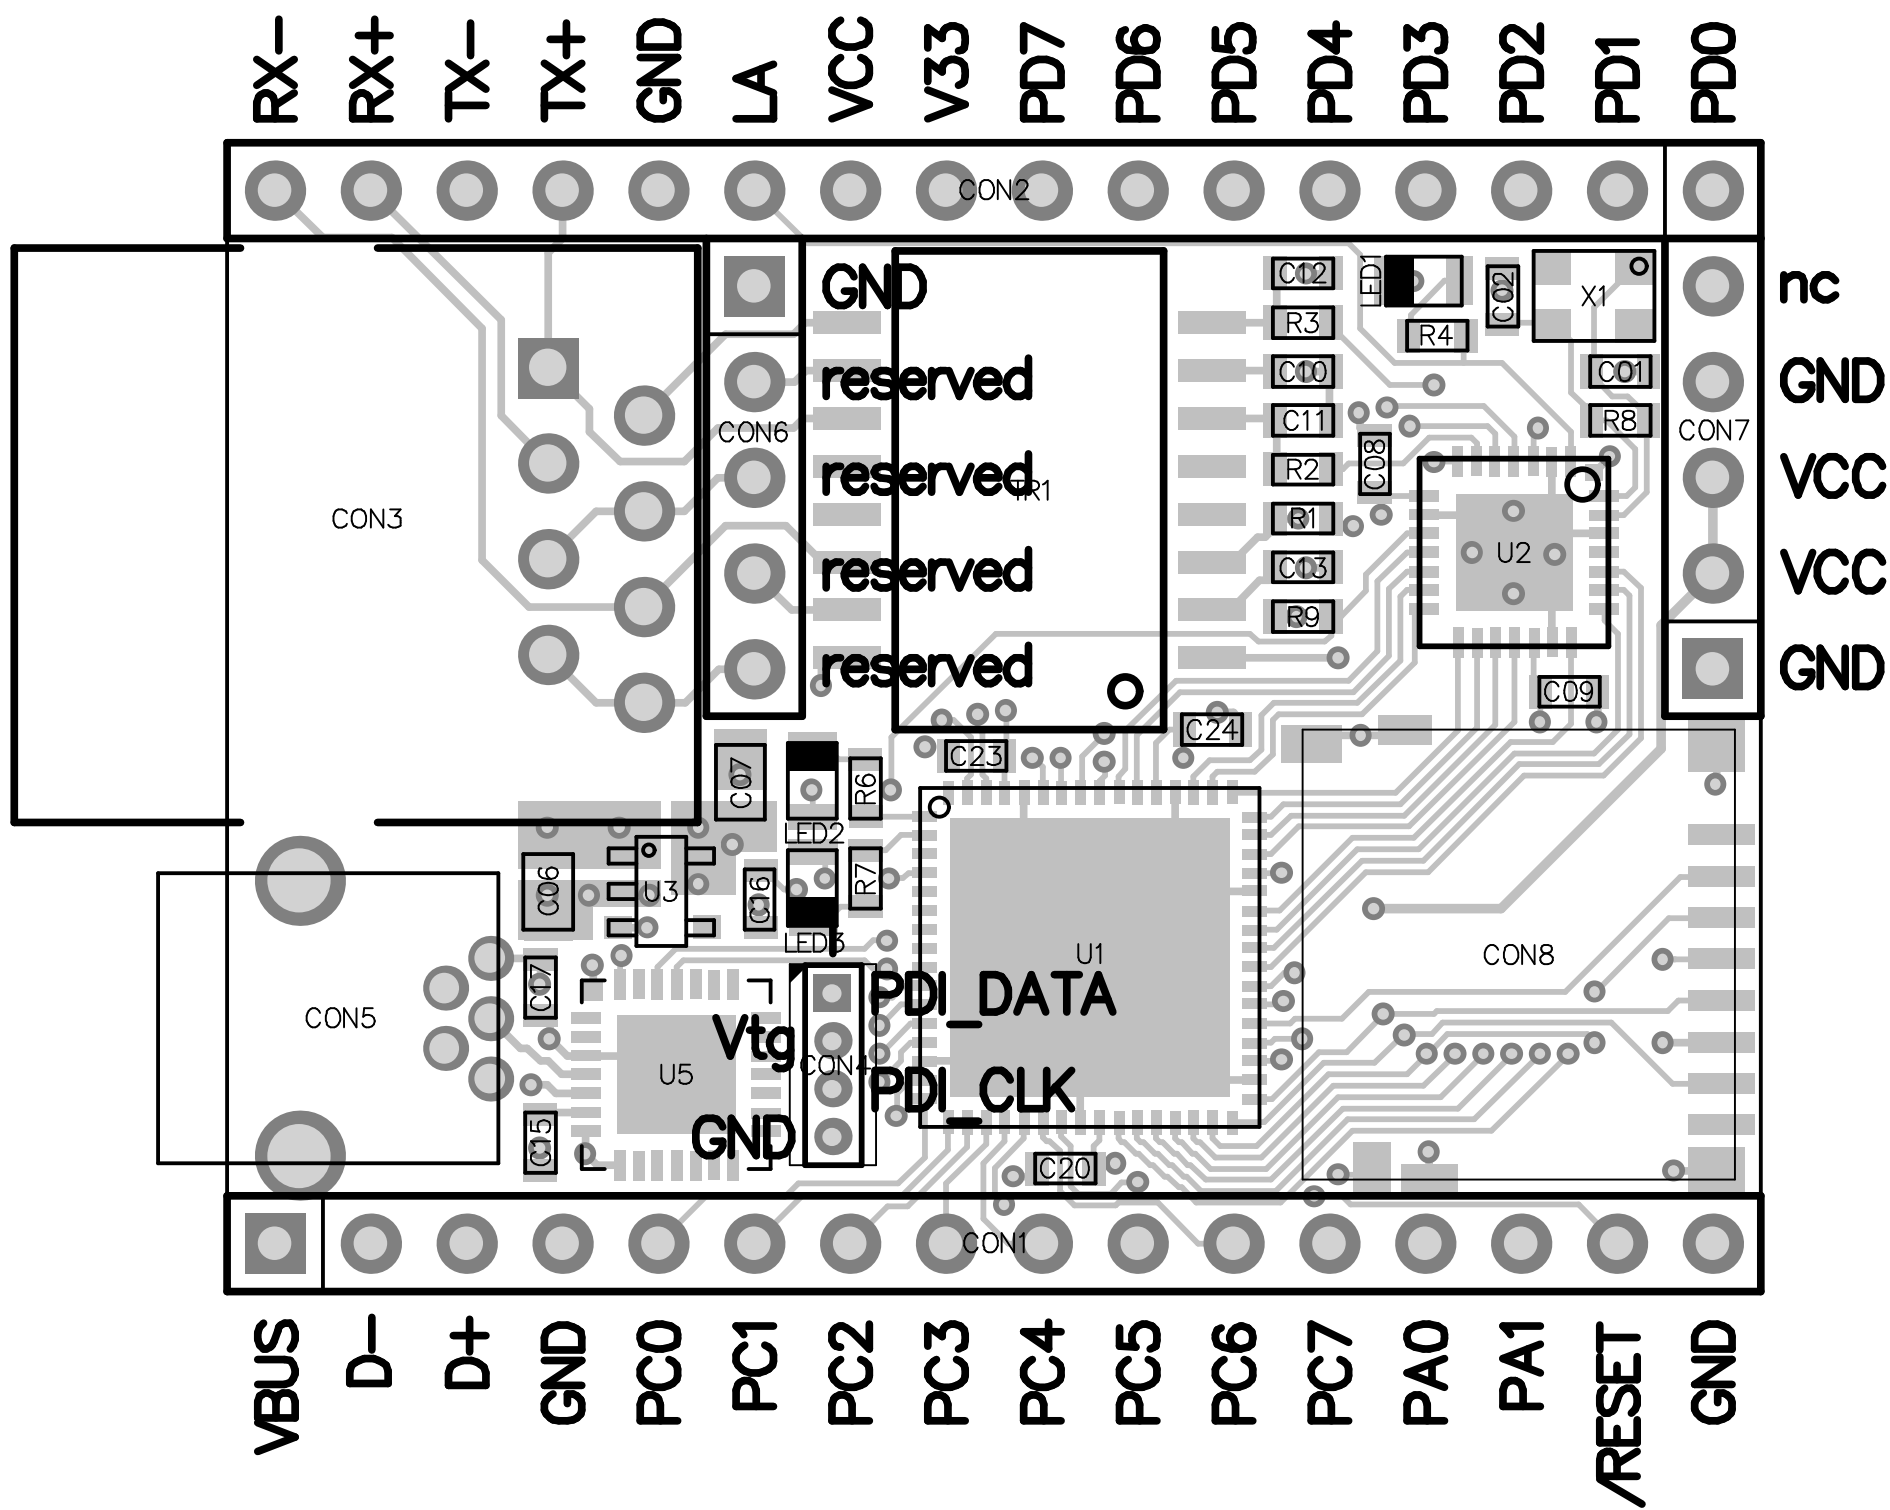 RX-
RX+
TX-
TX+
GND
LA
VCC
V33
PD7
PD6
PD5
PD4
PD3
PD2
PD1
PD0
CON2
GND
C12
LED1
C02
X1
nc
R3
R4
reserved
C10
C01
GND
CON6
C11
R8
CON7
reserved
TR1
R2
C08
VCC
CON3
R1
U2
reserved
C13
VCC
R9
reserved
C09
GND
C24
C23
C07
R6
LED2
C06
U3
C16
R7
LED3
U1
CON8
C17
PDI_DATA
CON5
Vtg
CON4
U5
PDI_CLK
GND
C15
C20
CON1
VBUS
D-
D+
GND
PC0
PC1
PC2
PC3
PC4
PC5
PC6
PC7
PA0
PA1
/RESET
GND